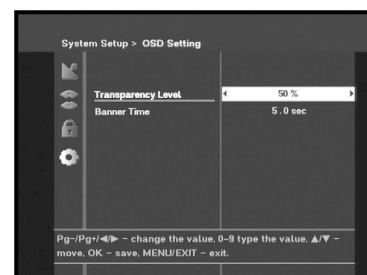 System Setup > OSD Setting
Transparency Level 50 %
Banner Time 5.0 sec
Pg-/Pg+/◄/► - change the value, 0-9 type the value, ▲/▼ -
move, OK - save, MENU/EXIT - exit.